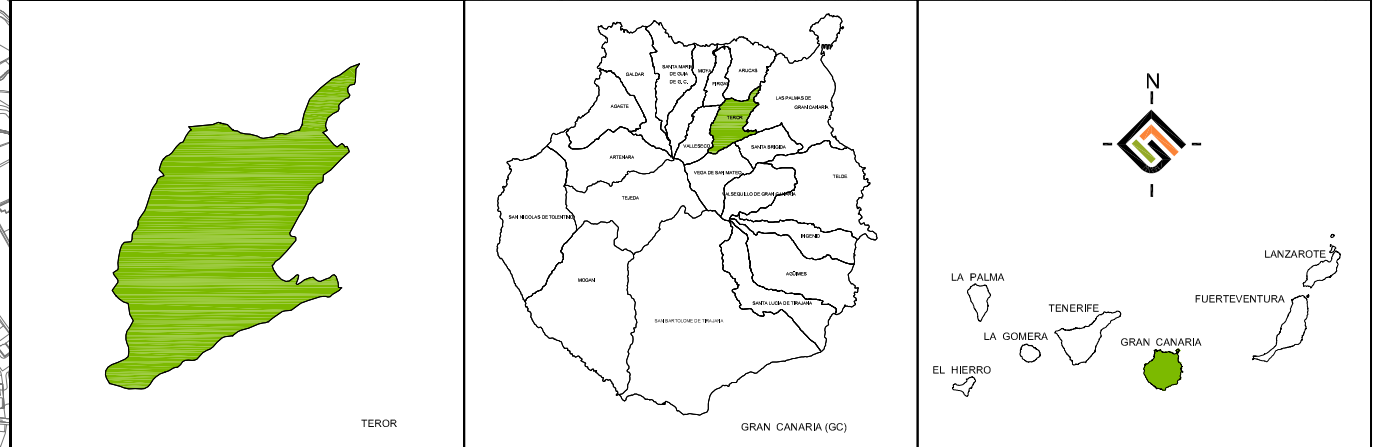 TEROR
GALDAR
SANTA MARIA
DE GUIA
DE G. C.
MOYA
FIRGAS
ARUCAS
LAS PALMAS DE
GRAN CANARIA
AGAETE
TEROR
VALLESECO
SANTA BRIGIDA
ARTENARA
VEGA DE SAN MATEO
TELDE
VALSEQUILLO DE GRAN CANARIA
TEJEDA
SAN NICOLAS DE TOLENTINO
INGENIO
AGÜIMES
MOGAN
SANTA LUCIA DE TIRAJANA
SAN BARTOLOME DE TIRAJANA
GRAN CANARIA (GC)
N
LANZAROTE
LA PALMA
FUERTEVENTURA
TENERIFE
LA GOMERA
GRAN CANARIA
EL HIERRO